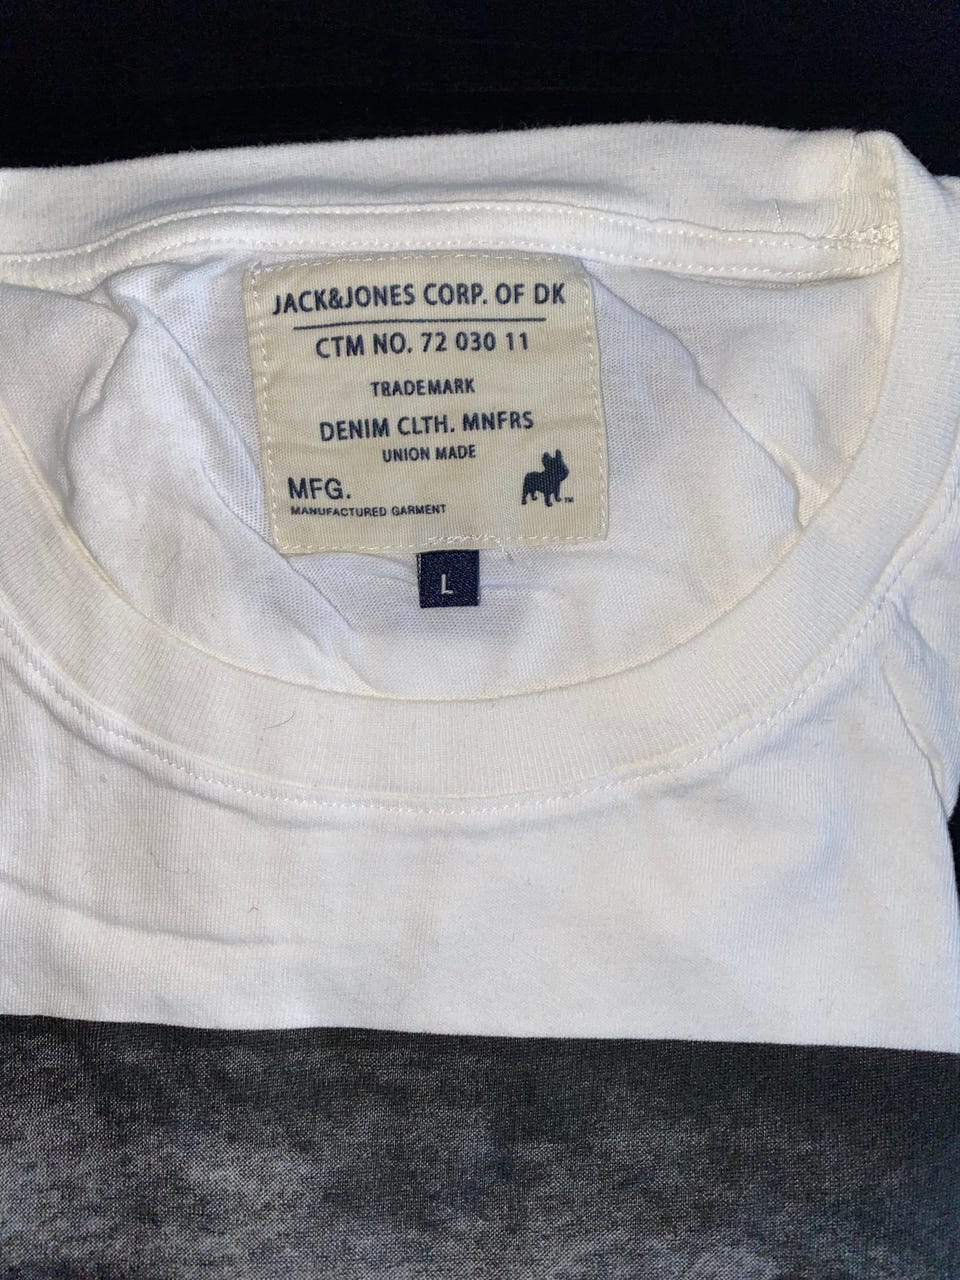 JACK&JONES CORP. OF DK
CTM NO. 72 030 11
TRADEMARK
DENIM CLTH. MNFRS
UNION MADE
MFG.
MANUFACTURED GARMENT
TM
L